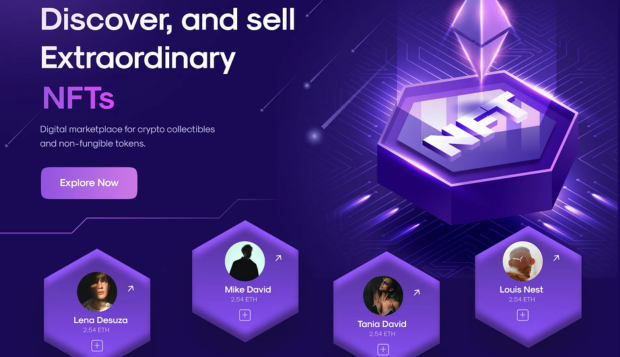 Discover, and sell
Extraordinary
NFTs
Digital marketplace for crypto collectibles
and non-fungible tokens.
Explore Now
NFT
Lena Desuza
2,54 ETH
Mike David
2,54 ETH
Tania David
2,54 ETH
Louis Nest
2,54 ETH